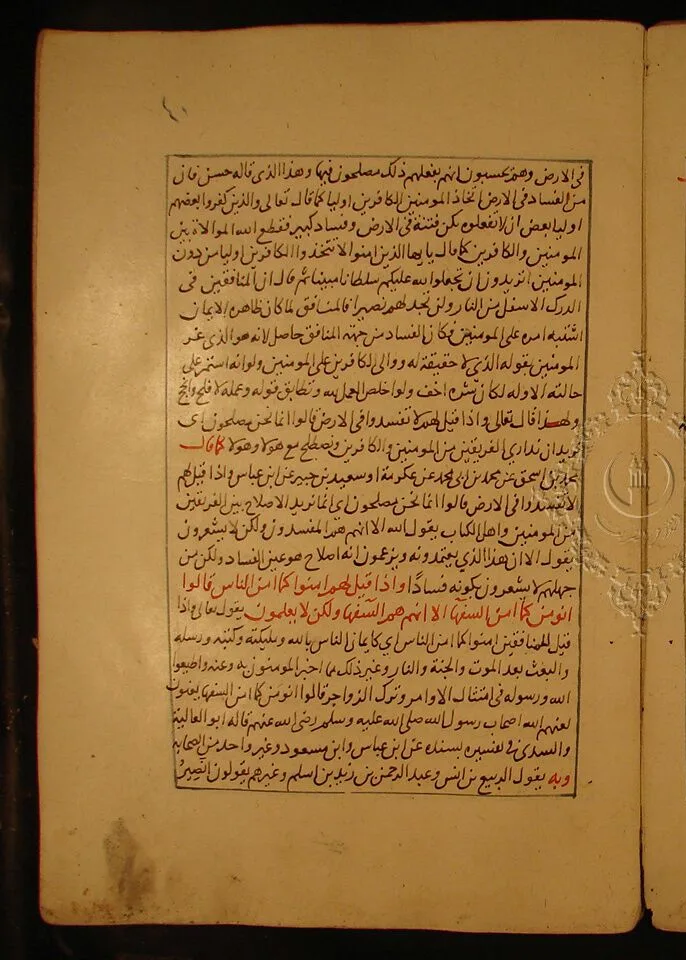 في الارض وهم يحسبون انهم بفعلهم ذلك مصلحون فيها وهذا الذي قاله حسن فان
من الفساد في الارض اتخاذ المومنين الكافرين اوليا كما قال تعالى والذين كفروا بعضهم
اوليا بعض ان لا تفعلوه تكن فتنة في الارض وفساد كبير فقطع الله الموالاة بين
المومنين والكافرين كما قال يا يها الذين امنوا لا تتخذوا الكافرين اوليا من دون
المومنين اتريدون ان تجعلوا لله عليكم سلطانا مبينا ثم قال ان المنافقين في
الدرك الاسفل من النار ولن تجد لهم نصيرا فالمنافق لما كان ظاهره الايمان
اشتبه امره على المومنين فكان الفساد من جهته المنافق حاصل لانه هو الذي غر
المومنين بقوله الذي لا حقيقة له ووالى الكافرين على المومنين ولو انه استمر على
حالته الاوله لكان شره اخف ولو اخلص العمل لله وتطابق قوله وعمله لافلح وانجح
ولهذا قال تعالى واذا قيل لهم لا تفسدوا في الارض قالوا انما نحن مصلحون اي
نريد ان نداري الفريقين من المومنين والكافرين ونصطلح مع هولا وهولا كما قال
محمد بن اسحق عن محمد بن ابي محمد عن عكرمة او سعيد بن جبير عن ابن عباس واذا قيل لهم
لا تفسدوا في الارض قالوا انما نحن مصلحون اي انما نريد الاصلاح بين الفريقين
من المومنين واهل الكتاب يقول الله الا انهم هم المفسدون ولكن لا يشعرون
يقول الا ان هذا الذي يعتمدونه ويزعمون انه اصلاح هو عين الفساد ولكن من
جهلهم لا يشعرون بكونه فسادا واذا قيل لهم امنوا كما امن الناس قالوا
انومن كما امن السفها الا انهم هم السفها ولكن لا يعلمون يقول تعالى واذا
قيل للمنافقين امنوا كما امن الناس اي كايمان الناس بالله وملىكته وكتبه ورسله
والبعث بعد الموت والجنة والنار وغير ذلك مما اخبر المومنون به وعنه واطيعوا
الله ورسوله في امتثال الاوامر وترك الزواجر قالوا انومن كما امن السفها يعنون
لعنهم الله اصحاب رسول الله صلى الله عليه وسلم رضى الله عنهم قاله ابو العالية
والسدي في تفسيره بسنده عن ابن عباس وابن مسعود وغير واحد من الصحابه
وبه يقول الربيع بن انس وعبد الرحمن بن زيد بن اسلم وغيرهم يقولون انصير